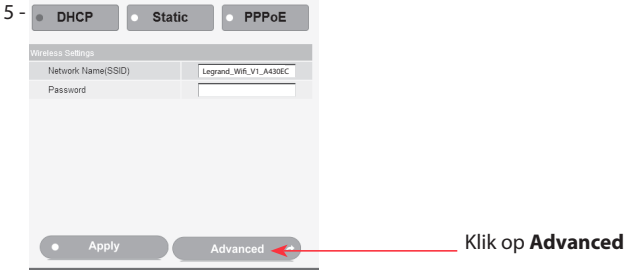 5 - DHCP Static PPPoE
Wireless Settings
Network Name(SSID) Legrand_Wifi_V1_A430EC
Password
Apply Advanced
Klik op Advanced